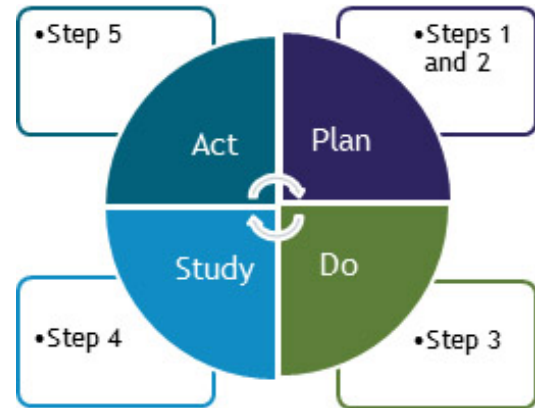 •Step 5
•Steps 1
and 2
Act
Plan
Study
Do
•Step 4
•Step 3